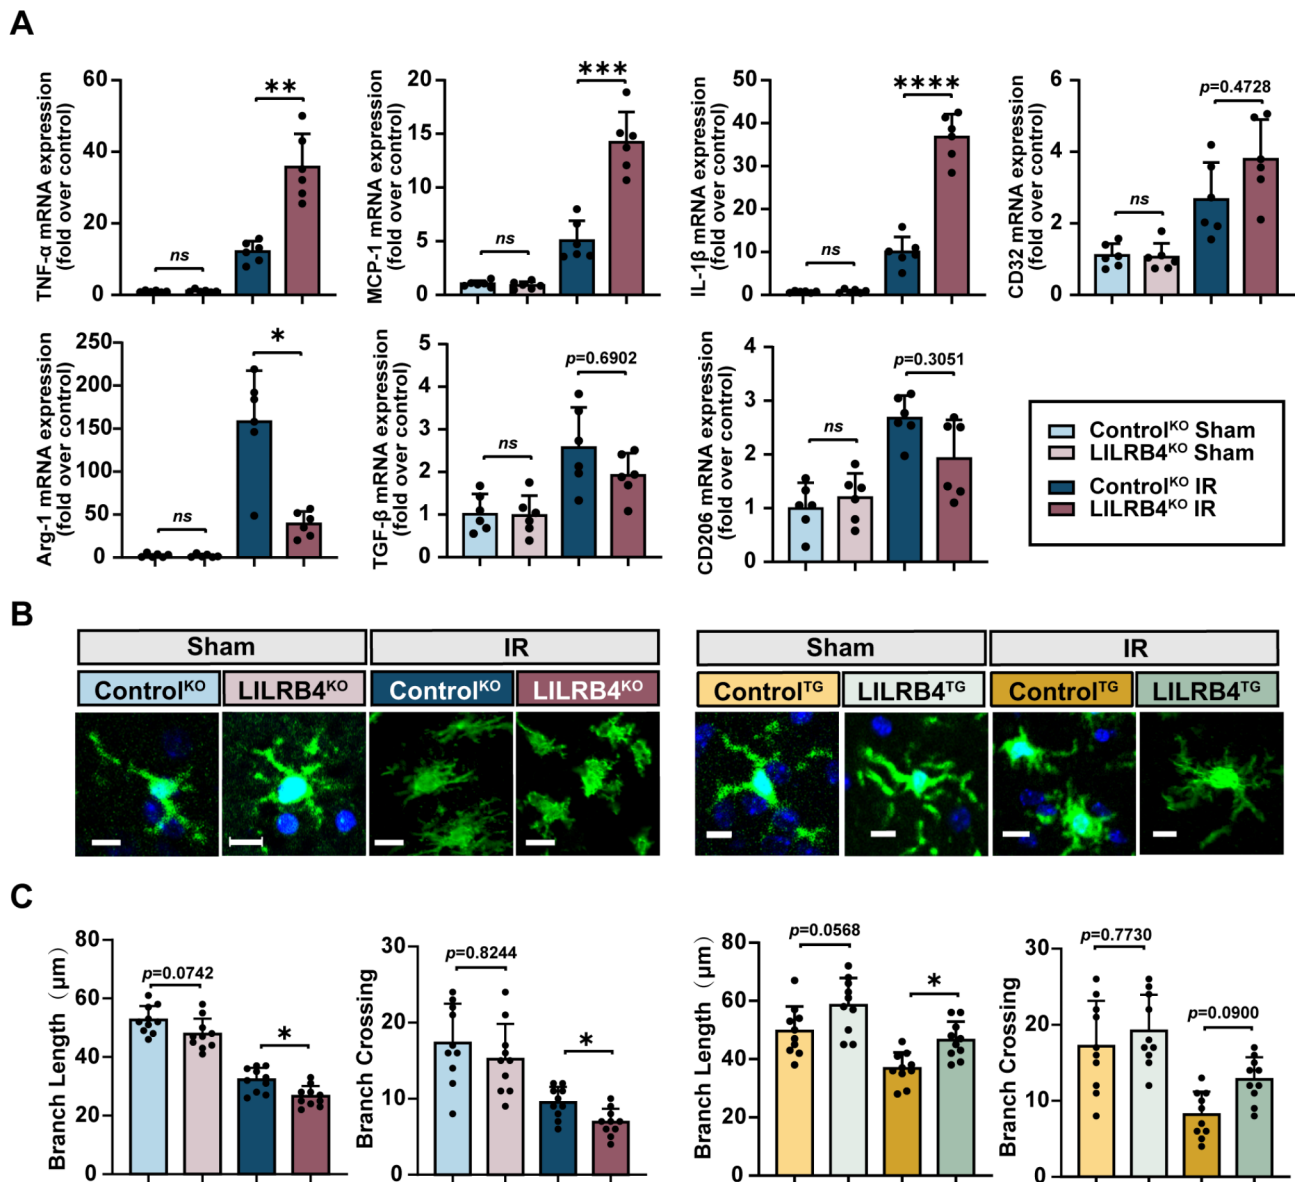 A
TNF-α mRNA expression
(fold over control)
60
40
20
0
ns
**
MCP-1 mRNA expression
(fold over control)
20
15
10
5
0
ns
***
IL-1β mRNA expression
(fold over control)
50
40
30
20
10
0
ns
****
CD32 mRNA expression
(fold over control)
6
4
2
0
ns
p=0.4728
Arg-1 mRNA expression
(fold over control)
250
200
150
100
50
0
ns
*
TGF-β mRNA expression
(fold over control)
5
4
3
2
1
0
ns
p=0.6902
CD206 mRNA expression
(fold over control)
4
3
2
1
0
ns
p=0.3051
Control^KO Sham
LILRB4^KO Sham
Control^KO IR
LILRB4^KO IR
B
Sham IR
Control^KO LILRB4^KO Control^KO LILRB4^KO
Sham IR
Control^TG LILRB4^TG Control^TG LILRB4^TG
C
Branch Length (μm)
80
60
40
20
0
p=0.0742
*
Branch Crossing
30
20
10
0
p=0.8244
*
Branch Length (μm)
80
60
40
20
0
p=0.0568
*
Branch Crossing
30
20
10
0
p=0.7730
p=0.0900